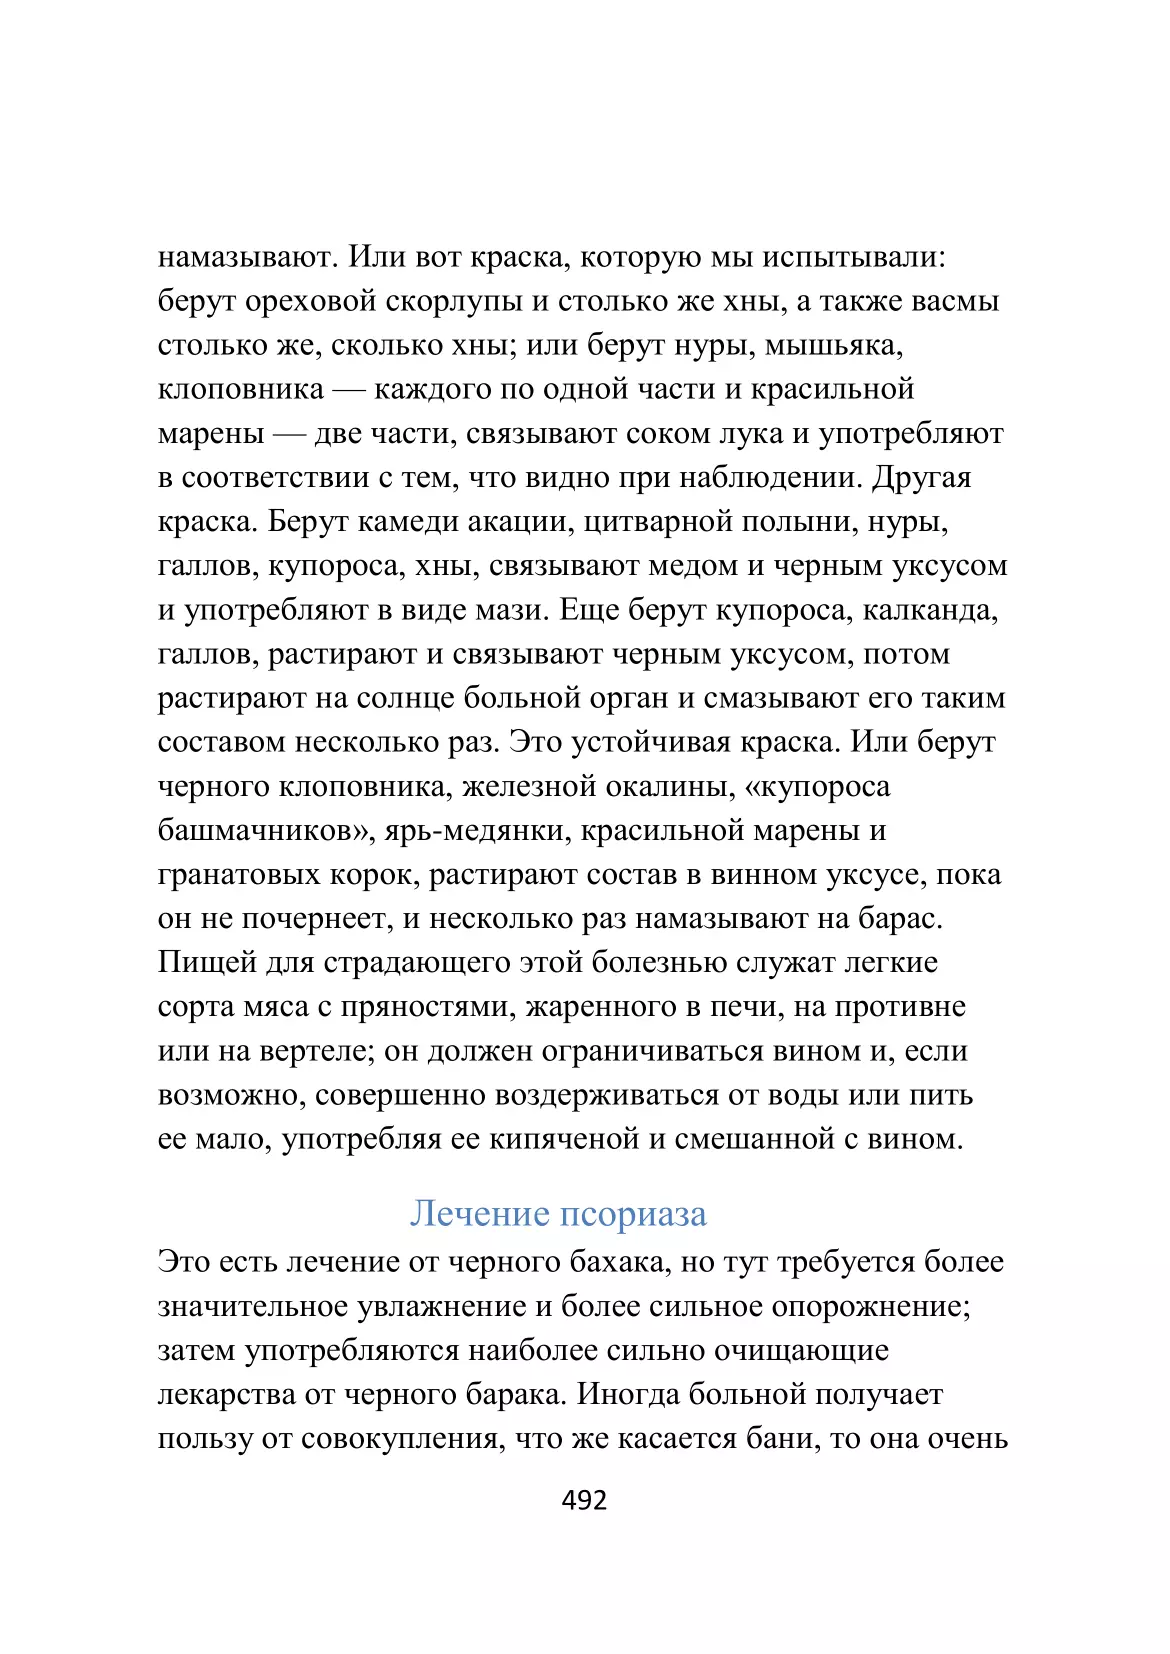 намазывают. Или вот краска, которую мы испытывали:
берут ореховой скорлупы и столько же хны, а также васмы
столько же, сколько хны; или берут нуры, мышьяка,
клоповника — каждого по одной части и красильной
марены — две части, связывают соком лука и употребляют
в соответствии с тем, что видно при наблюдении. Другая
краска. Берут камеди акации, цитварной полыни, нуры,
галлов, купороса, хны, связывают медом и черным уксусом
и употребляют в виде мази. Еще берут купороса, калканда,
галлов, растирают и связывают черным уксусом, потом
растирают на солнце больной орган и смазывают его таким
составом несколько раз. Это устойчивая краска. Или берут
черного клоповника, железной окалины, «купороса
башмачников», ярь-медянки, красильной марены и
гранатовых корок, растирают состав в винном уксусе, пока
он не почернеет, и несколько раз намазывают на барас.
Пищей для страдающего этой болезнью служат легкие
сорта мяса с пряностями, жаренного в печи, на противне
или на вертеле; он должен ограничиваться вином и, если
возможно, совершенно воздерживаться от воды или пить
ее мало, употребляя ее кипяченой и смешанной с вином.
Лечение псориаза
Это есть лечение от черного бахака, но тут требуется более
значительное увлажнение и более сильное опорожнение;
затем употребляются наиболее сильно очищающие
лекарства от черного барака. Иногда больной получает
пользу от совокупления, что же касается бани, то она очень
492